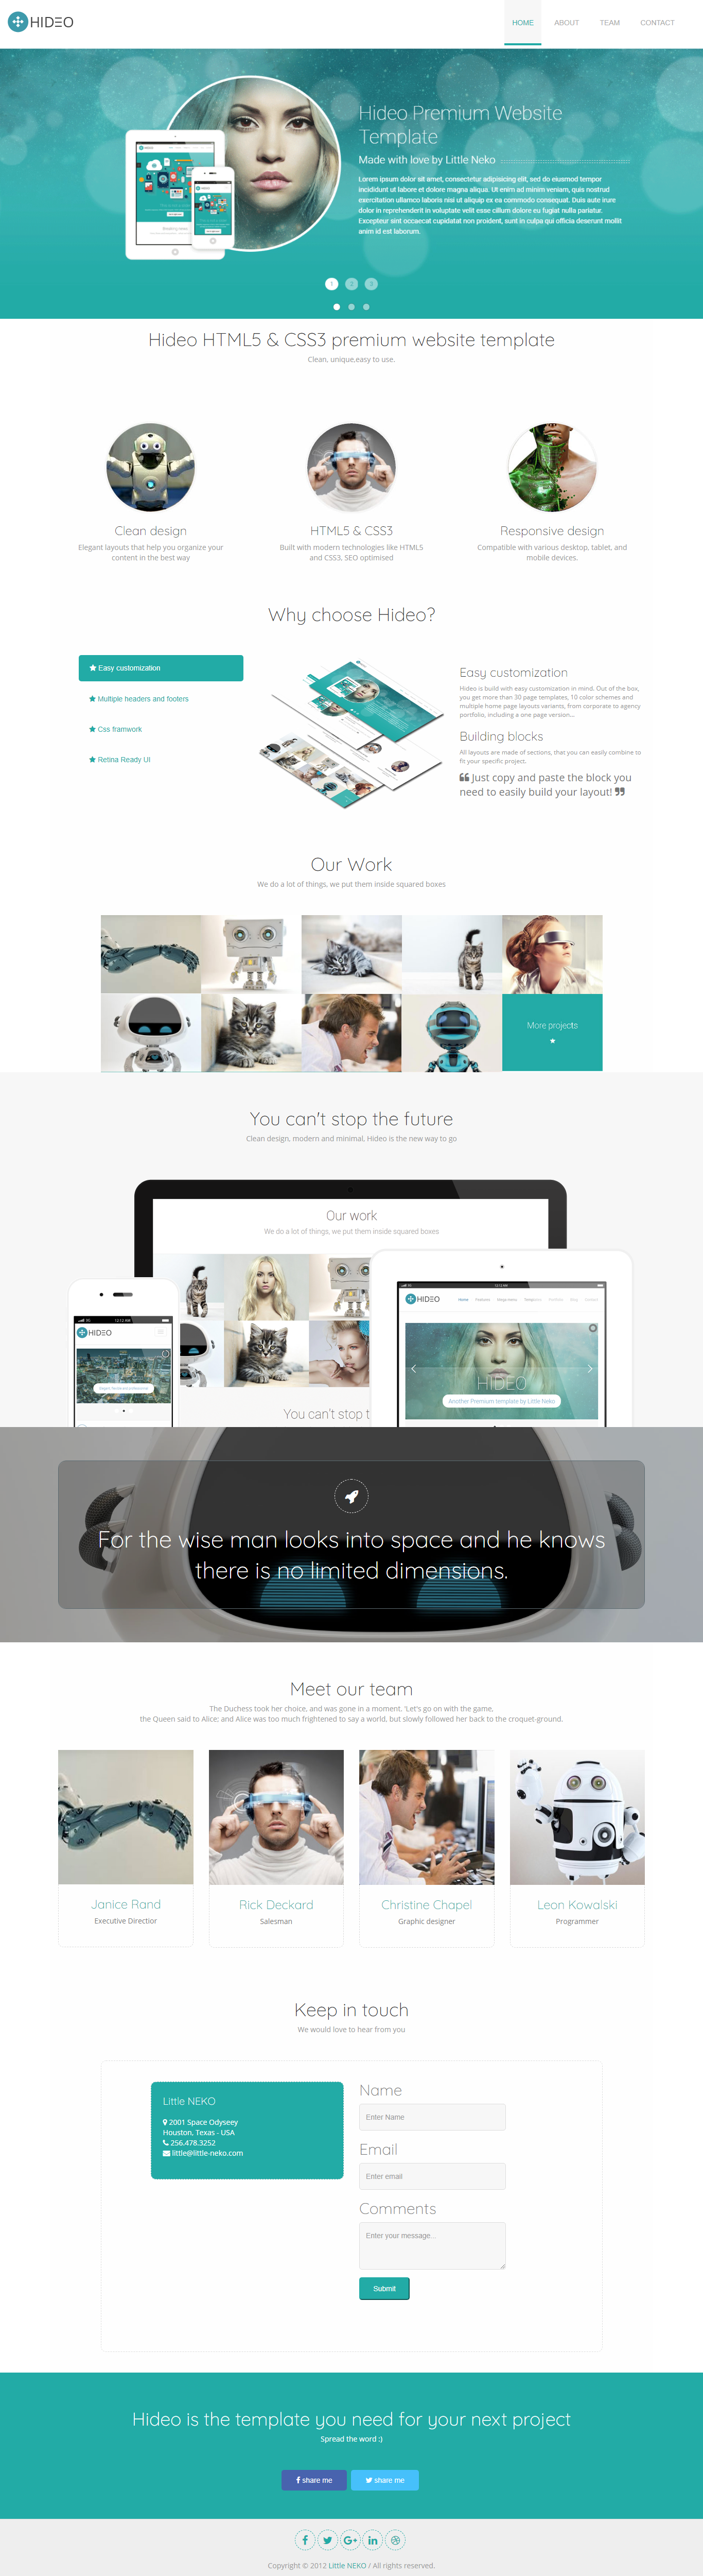 HIDEO
HOME ABOUT TEAM CONTACT
Hideo Premium Website
Template
Made with love by Little Neko
Lorem ipsum dolor sit amet, consectetur adipisicing elit, sed do eiusmod tempor
incididunt ut labore et dolore magna aliqua. Ut enim ad minim veniam, quis nostrud
exercitation ullamco laboris nisi ut aliquip ex ea commodo consequat. Duis aute irure
dolor in reprehenderit in voluptate velit esse cillum dolore eu fugiat nulla pariatur.
Excepteur sint occaecat cupidatat non proident, sunt in culpa qui officia deserunt mollit
anim id est laborum.
1 2 3
Hideo HTML5 & CSS3 premium website template
Clean, unique,easy to use.
Clean design
Elegant layouts that help you organize your
content in the best way
HTML5 & CSS3
Built with modern technologies like HTML5
and CSS3, SEO optimised
Responsive design
Compatible with various desktop, tablet, and
mobile devices.
Why choose Hideo?
Easy customization
Multiple headers and footers
Css framwork
Retina Ready UI
Easy customization
Hideo is build with easy customization in mind. Out of the box,
you get more than 30 page templates, 10 color schemes and
multiple home page layouts variants, from corporate to agency
portfolio, including a one page version...
Building blocks
All layouts are made of sections, that you can easily combine to
fit your specific project.
Just copy and paste the block you
need to easily build your layout!
Our Work
We do a lot of things, we put them inside squared boxes
More projects
You can't stop the future
Clean design, modern and minimal, Hideo is the new way to go
Our work
We do a lot of things, we put them inside squared boxes
12:12 AM
HIDEO
HIDEO
Another Premium template by Little Neko
12:12 AM
HIDEO
You can't stop t
For the wise man looks into space and he knows
there is no limited dimensions.
Meet our team
The Duchess took her choice, and was gone in a moment. 'Let's go on with the game,
the Queen said to Alice; and Alice was too much frightened to say a world, but slowly followed her back to the croquet-ground.
Janice Rand
Executive Directior
Rick Deckard
Salesman
Christine Chapel
Graphic designer
Leon Kowalski
Programmer
Keep in touch
We would love to hear from you
Little NEKO
2001 Space Odyseey
Houston, Texas - USA
256.478.3252
little@little-neko.com
Name
Enter Name
Email
Enter email
Comments
Enter your message...
Submit
Hideo is the template you need for your next project
Spread the word ;)
share me
share me
Copyright © 2012 Little NEKO / All rights reserved.